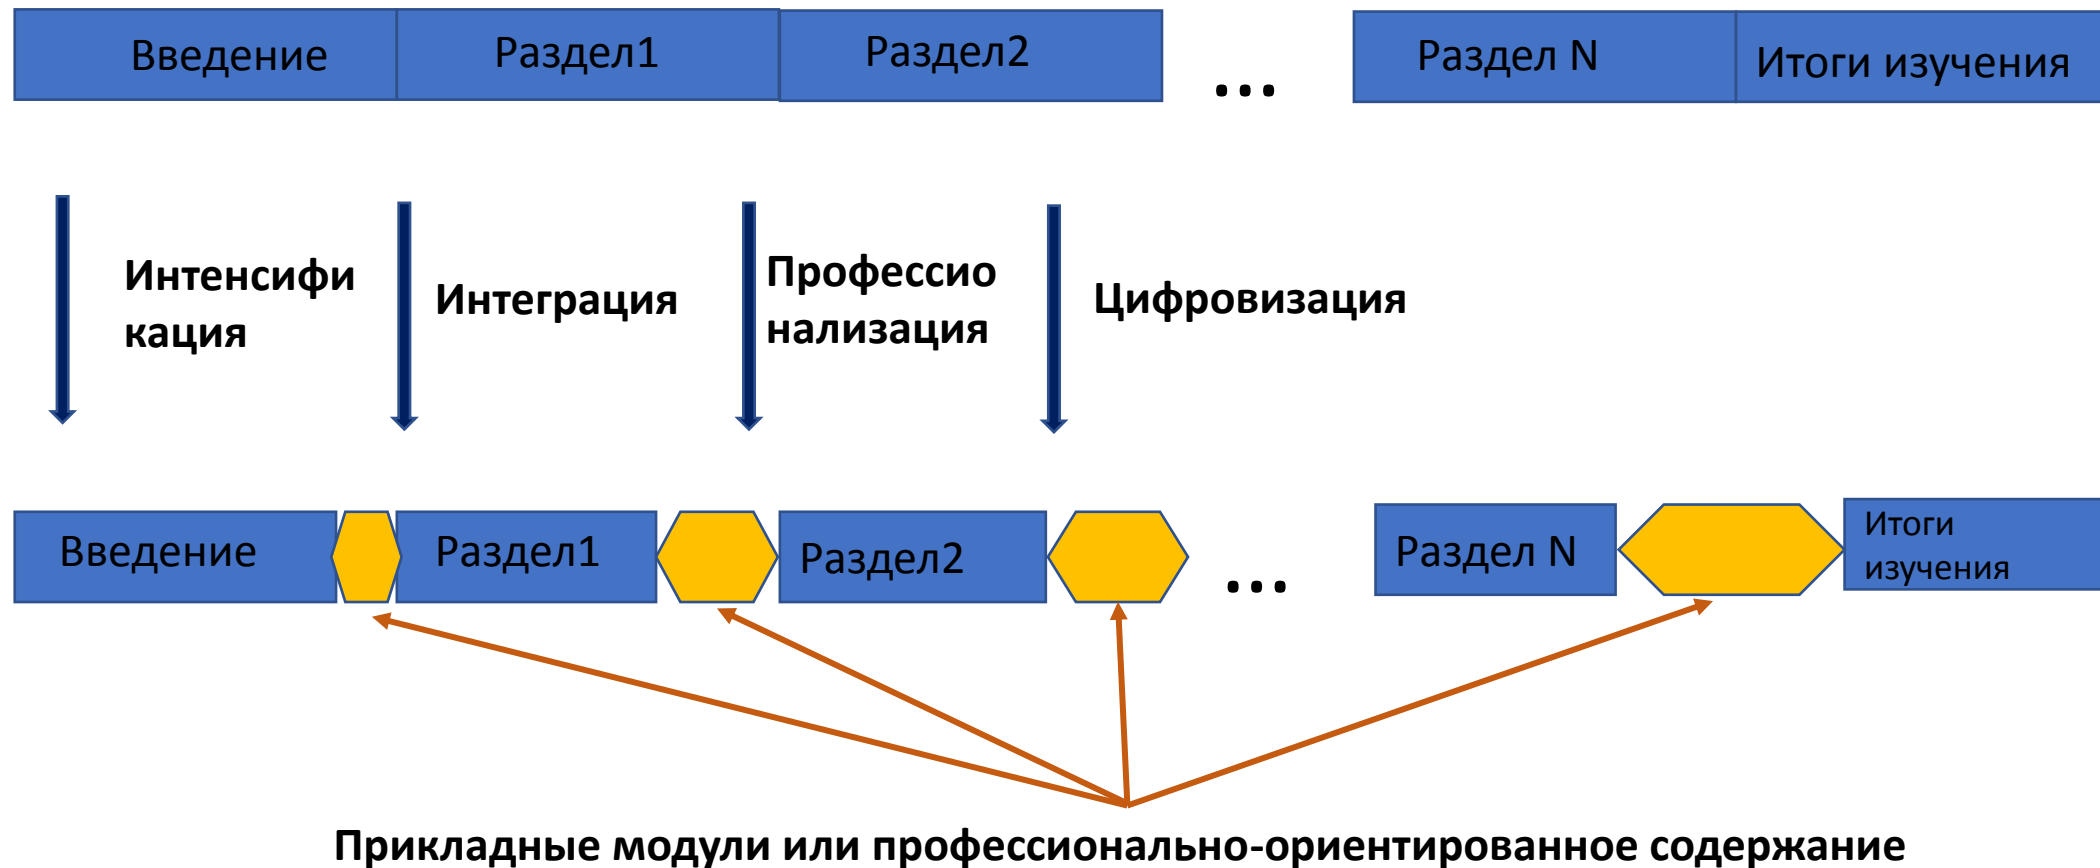 Введение
Раздел1
Раздел2
...
Раздел N
Итоги изучения
Интенсифи
кация
Интеграция
Профессио
нализация
Цифровизация
Введение
Раздел1
Раздел2
...
Раздел N
Итоги
изучения
Прикладные модули или профессионально-ориентированное содержание